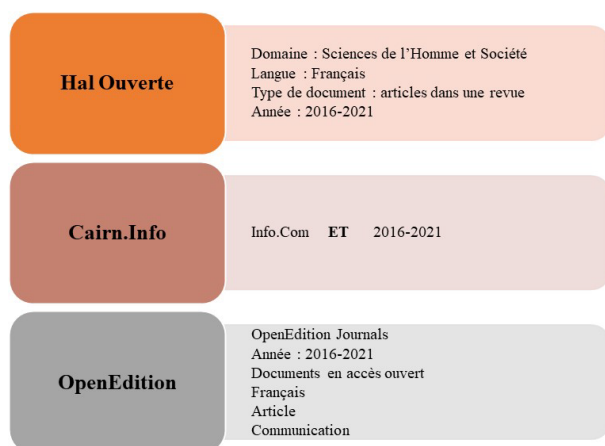 Hal Ouverte
Domaine : Sciences de l'Homme et Société
Langue : Français
Type de document : articles dans une revue
Année : 2016-2021
Cairn.Info
Info.Com ET 2016-2021
OpenEdition
OpenEdition Journals
Année : 2016-2021
Documents en accès ouvert
Français
Article
Communication